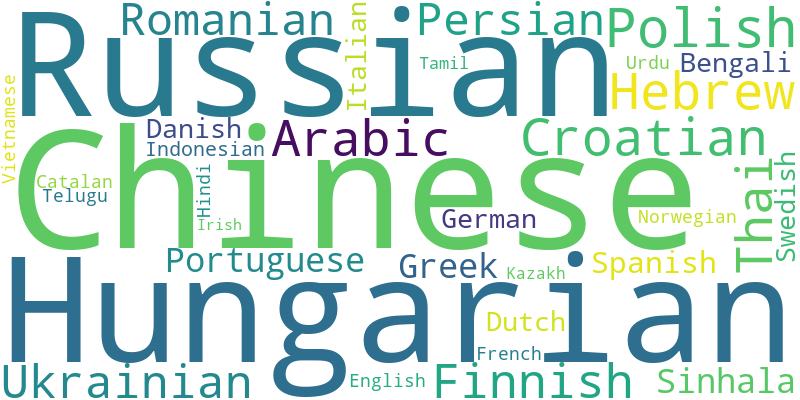 Romanian
Italian
Persian
Polish
Russian
Tamil
Urdu
Bengali
Vietnamese
Hebrew
Danish
Arabic
Croatian
Indonesian
Chinese
Thai
Swedish
Catalan
Hindi
Telugu
German
Norwegian
Irish
Portuguese
Greek
Spanish
Kazakh
Hungarian
Dutch
French
Ukrainian
English
Finnish
Sinhala